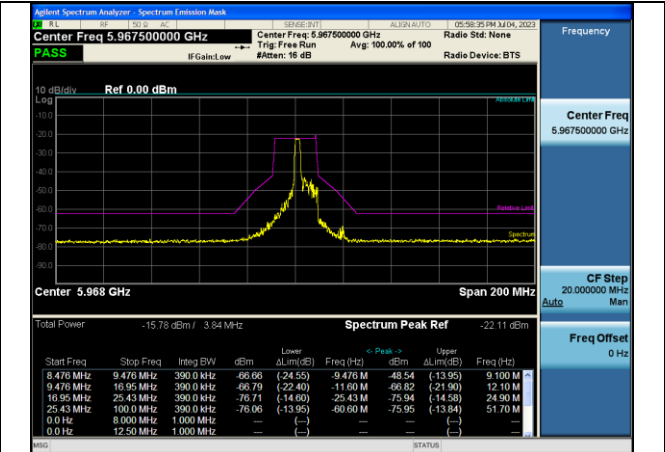 Agilent Spectrum Analyzer - Spectrum Emission Mask
RL RF 50 Ω AC SENSE:INT ALIGN AUTO 05:58:35 PM Jul 04, 2023
Center Freq 5.967500000 GHz Center Freq: 5.967500000 GHz Radio Std: None
Trig: Free Run Avg: 100.00% of 100
PASS IFGain:Low #Atten: 16 dB Radio Device: BTS
10 dB/div Ref 0.00 dBm
Log
Absolute Limit
-10.0
-20.0
-30.0
-40.0
-50.0
-60.0
Relative Limit
-70.0
Spectrum
-80.0
-90.0
Center 5.968 GHz Span 200 MHz
Total Power -15.78 dBm / 3.84 MHz Spectrum Peak Ref -22.11 dBm
Lower <- Peak -> Upper
Start Freq Stop Freq Integ BW dBm ΔLim(dB) Freq (Hz) dBm ΔLim(dB) Freq (Hz)
8.476 MHz 9.476 MHz 390.0 kHz -66.66 (-24.55) -9.476 M -48.54 (-13.95) 9.100 M
9.476 MHz 16.95 MHz 390.0 kHz -66.79 (-22.40) -11.60 M -66.82 (-21.90) 12.10 M
16.95 MHz 25.43 MHz 390.0 kHz -76.71 (-14.60) -25.43 M -75.94 (-14.58) 24.90 M
25.43 MHz 100.0 MHz 390.0 kHz -76.06 (-13.95) -60.60 M -75.95 (-13.84) 51.70 M
0.0 Hz 8.000 MHz 1.000 MHz --- (---) --- --- (---) ---
0.0 Hz 12.50 MHz 1.000 MHz --- (---) --- --- (---) ---
MSG STATUS
Frequency
Center Freq
5.967500000 GHz
CF Step
20.000000 MHz
Auto Man
Freq Offset
0 Hz